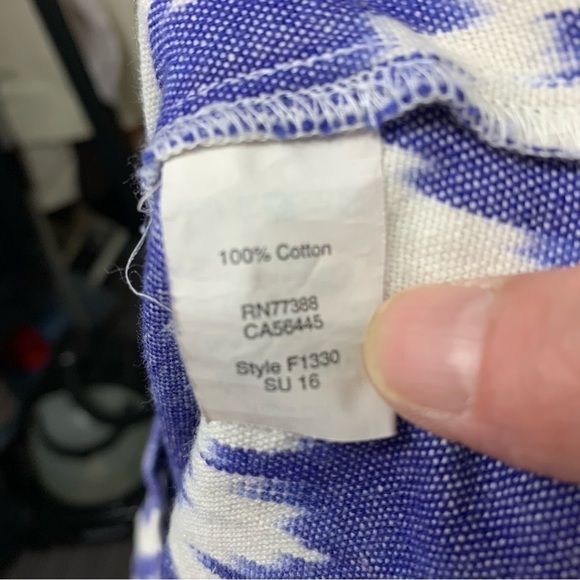 100% Cotton
RN77388
CA56445
Style F1330
SU 16